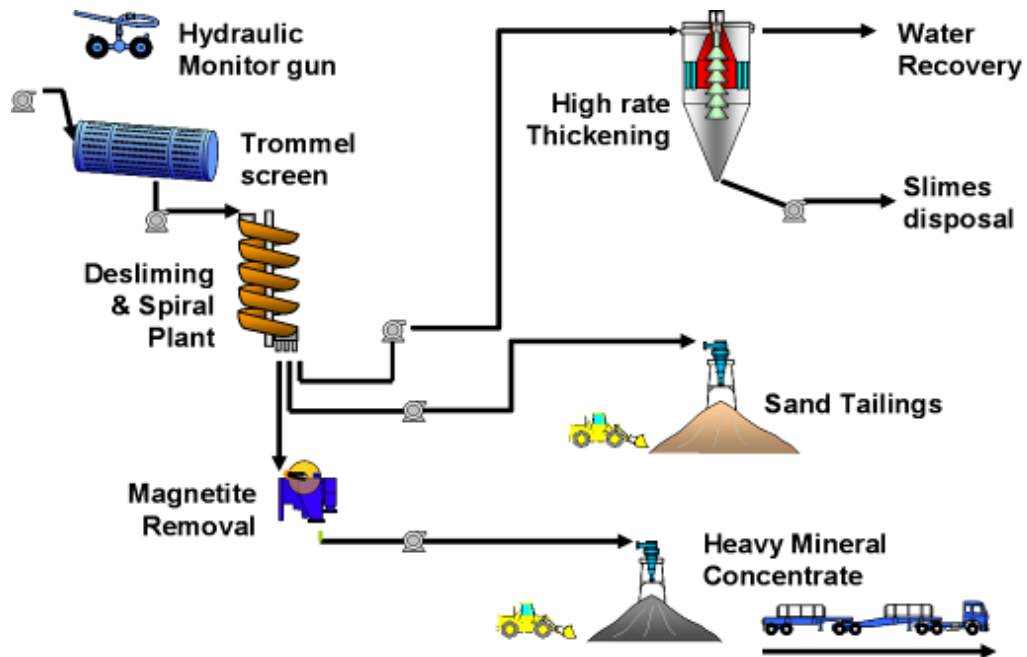 Hydraulic
Monitor gun
Water
Recovery
High rate
Thickening
Trommel
screen
Slimes
disposal
Desliming
& Spiral
Plant
Sand Tailings
Magnetite
Removal
Heavy Mineral
Concentrate